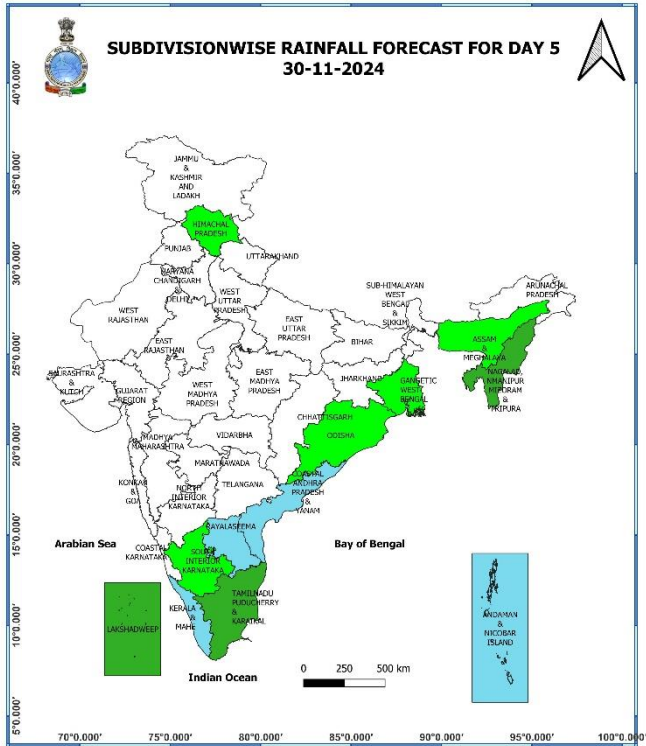 SUBDIVISIONWISE RAINFALL FORECAST FOR DAY 5
30-11-2024
40°0.000'
35°0.000'
30°0.000'
25°0.000'
20°0.000'
15°0.000'
10°0.000'
5°0.000'
JAMMU
&
KASHMIR
AND
LADAKH
HIMACHAL
PRADESH
PUNJAB
UTTARAKHAND
HARYANA
CHANDIGARH
&
DELHI
WEST
UTTAR
PRADESH
SUB-HIMALAYAN
WEST
BENGAL
&
SIKKIM
ARUNACHAL
PRADESH
WEST
RAJASTHAN
EAST
RAJASTHAN
EAST
UTTAR
PRADESH
BIHAR
ASSAM
&
MEGHALAYA
NAGALAND
MANIPUR
MIZORAM
&
TRIPURA
SAURASHTRA
&
KUTCH
GUJARAT
REGION
WEST
MADHYA
PRADESH
EAST
MADHYA
PRADESH
JHARKHAND
GANGETIC
WEST
BENGAL
CHHATTISGARH
ODISHA
MADHYA
MAHARASHTRA
VIDARBHA
MARATHWADA
KONKAN
&
GOA
NORTH
INTERIOR
KARNATAKA
TELANGANA
COASTAL
ANDHRA
PRADESH
&
YANAM
RAYALASEEMA
Arabian Sea
Bay of Bengal
COASTAL
KARNATAKA
SOUTH
INTERIOR
KARNATAKA
TAMILNADU
PUDUCHERRY
&
KARAIKAL
KERALA
&
MAHE
LAKSHADWEEP
ANDAMAN
&
NICOBAR
ISLAND
Indian Ocean
0 250 500 km
70°0.000' 75°0.000' 80°0.000' 85°0.000' 90°0.000' 95°0.000' 100°0.000'